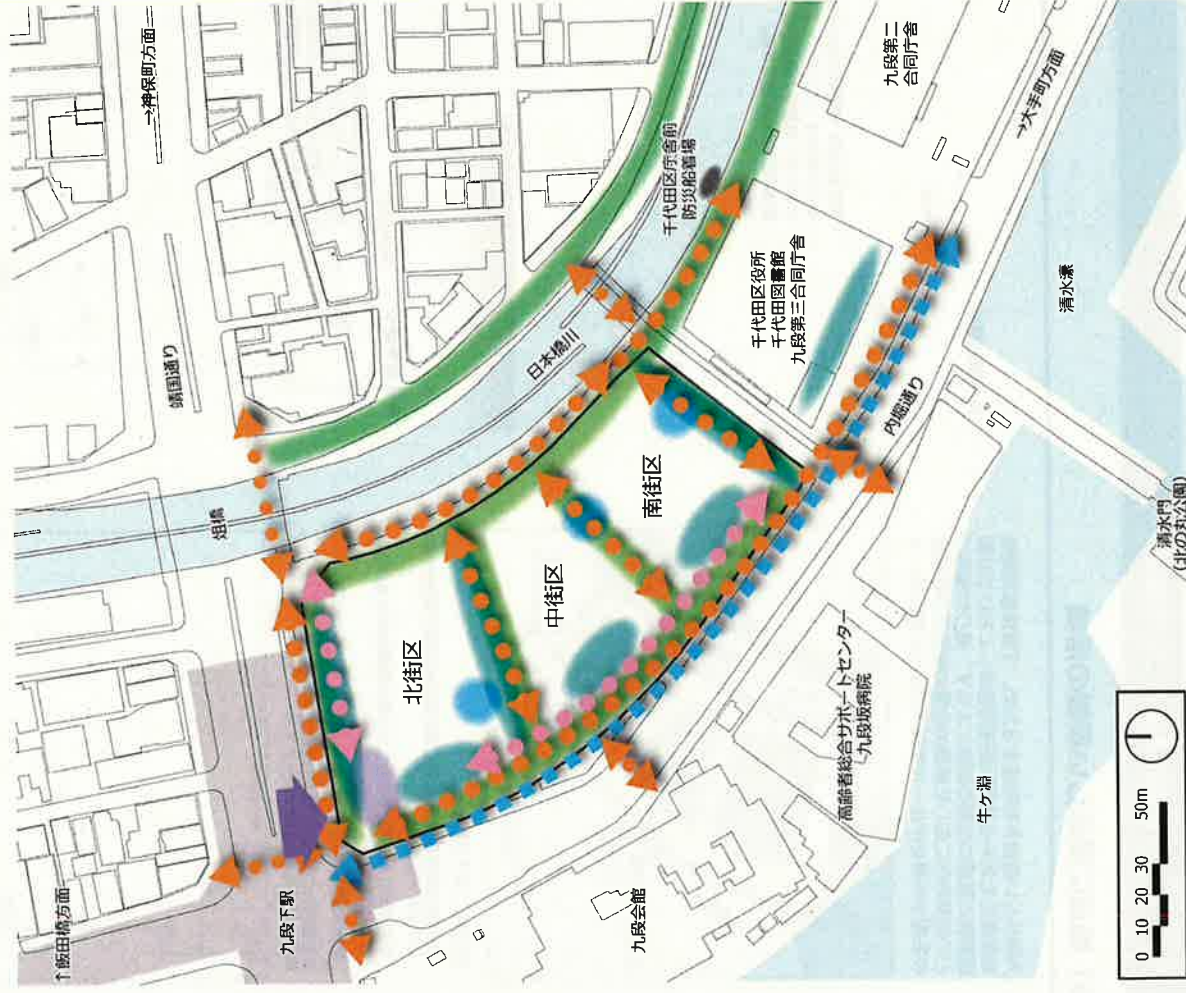 ↑飯田橋方面
→神保町方面
靖国通り
俎橋
九段下駅
日本橋川
千代田区庁舎前
防災船着場
九段第二
合同庁舎
→大手町方面
千代田区役所
千代田図書館
九段第三合同庁舎
北街区
中街区
南街区
内堀通り
清水濠
清水門
(北の丸公園)
高齢者総合サポートセンター
九段坂病院
九段会館
牛ヶ淵
0 10 20 30 50m